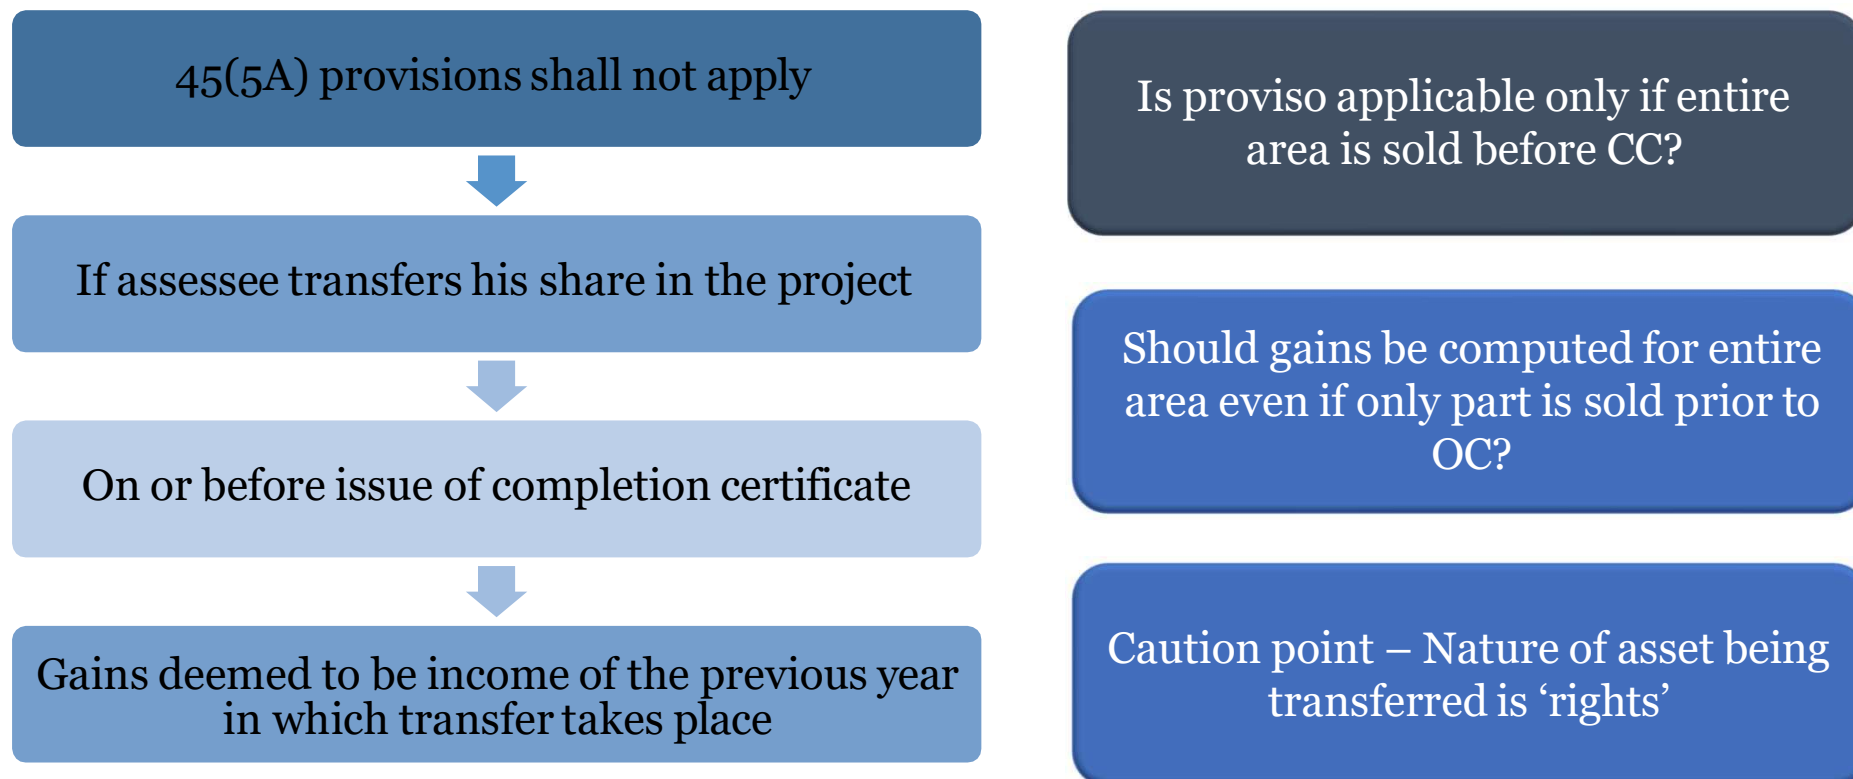 45(5A) provisions shall not apply
If assessee transfers his share in the project
On or before issue of completion certificate
Gains deemed to be income of the previous year
in which transfer takes place
Is proviso applicable only if entire
area is sold before CC?
Should gains be computed for entire
area even if only part is sold prior to
OC?
Caution point – Nature of asset being
transferred is ‘rights’